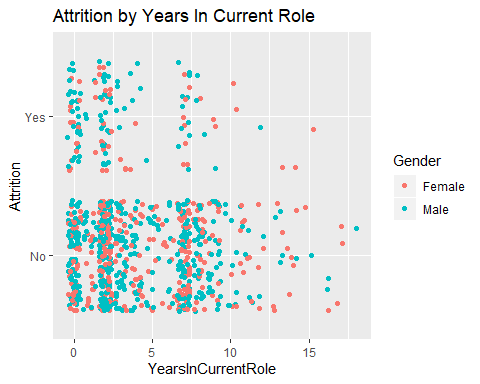 Attrition by Years In Current Role
Yes
No
Attrition
0 5 10 15
YearsInCurrentRole
Gender
Female
Male